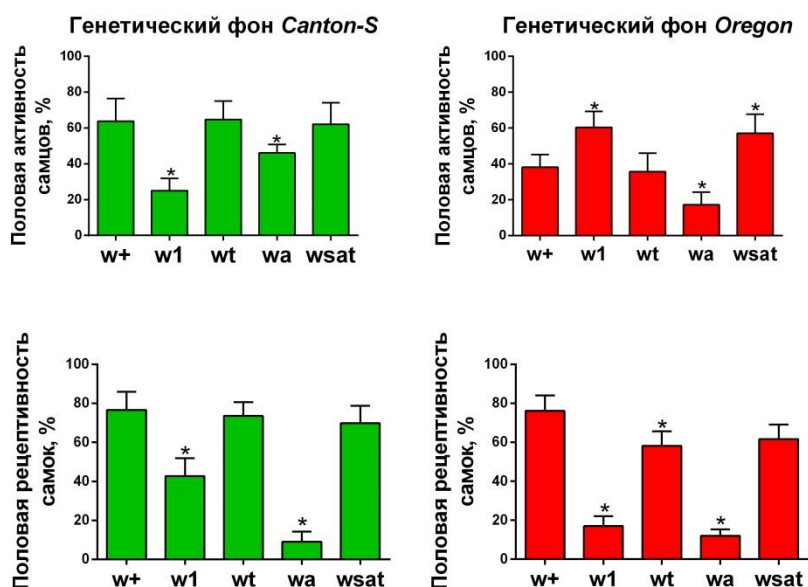 Генетический фон Canton-S
Половая активность
самцов, %
100
80
60
40
20
0
*
*
w+ w1 wt wa wsat
Генетический фон Oregon
Половая активность
самцов, %
100
80
60
40
20
0
*
*
*
w+ w1 wt wa wsat
Половая рецептивность
самок, %
100
80
60
40
20
0
*
*
w+ w1 wt wa wsat
Половая рецептивность
самок, %
100
80
60
40
20
0
*
*
*
w+ w1 wt wa wsat